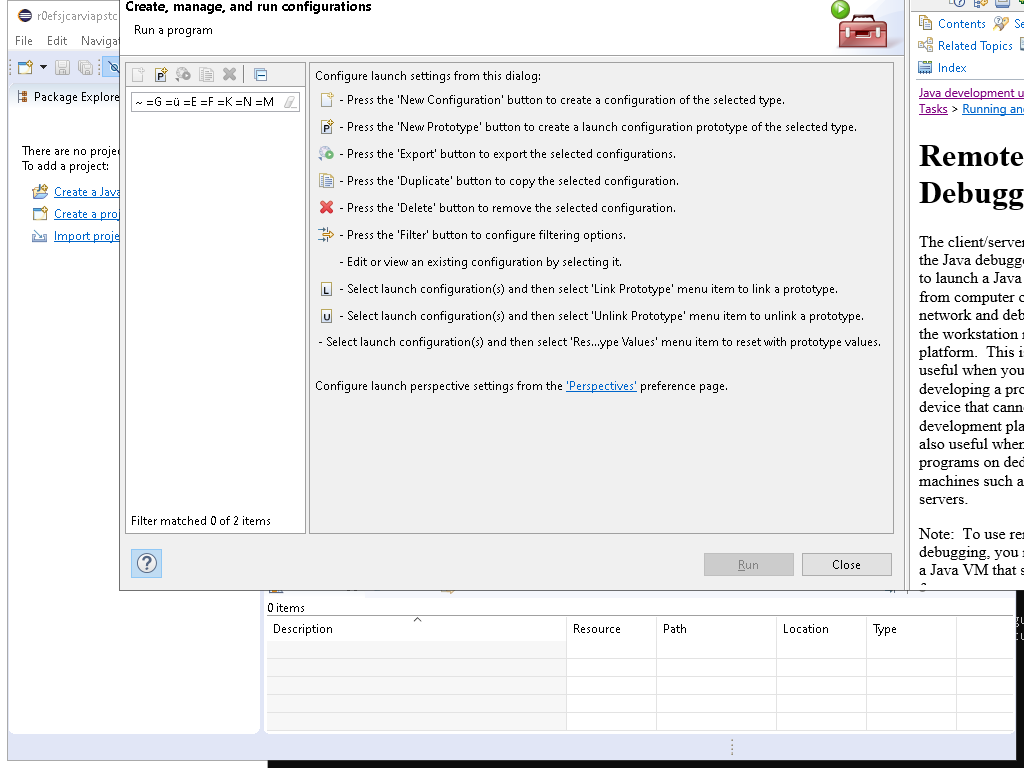 r0efsjcarviapstc
File Edit Navigat
Package Explore
There are no projec
To add a project:
Create a Java
Create a proj
Import proje
Create, manage, and run configurations
Run a program
~ =G =ü =E =F =K =N =M
Filter matched 0 of 2 items
Configure launch settings from this dialog:
- Press the 'New Configuration' button to create a configuration of the selected type.
- Press the 'New Prototype' button to create a launch configuration prototype of the selected type.
- Press the 'Export' button to export the selected configurations.
- Press the 'Duplicate' button to copy the selected configuration.
- Press the 'Delete' button to remove the selected configuration.
- Press the 'Filter' button to configure filtering options.
- Edit or view an existing configuration by selecting it.
L - Select launch configuration(s) and then select 'Link Prototype' menu item to link a prototype.
U - Select launch configuration(s) and then select 'Unlink Prototype' menu item to unlink a prototype.
- Select launch configuration(s) and then select 'Res...ype Values' menu item to reset with prototype values.
Configure launch perspective settings from the 'Perspectives' preference page.
Run
Close
Contents Se
Related Topics
Index
Java development u
Tasks > Running an
Remote
Debugg
The client/server
the Java debugge
to launch a Java
from computer o
network and deb
the workstation r
platform. This is
useful when you
developing a pro
device that canno
development pla
also useful when
programs on ded
machines such a
servers.
Note: To use rem
debugging, you r
a Java VM that s
0 items
Description Resource Path Location Type